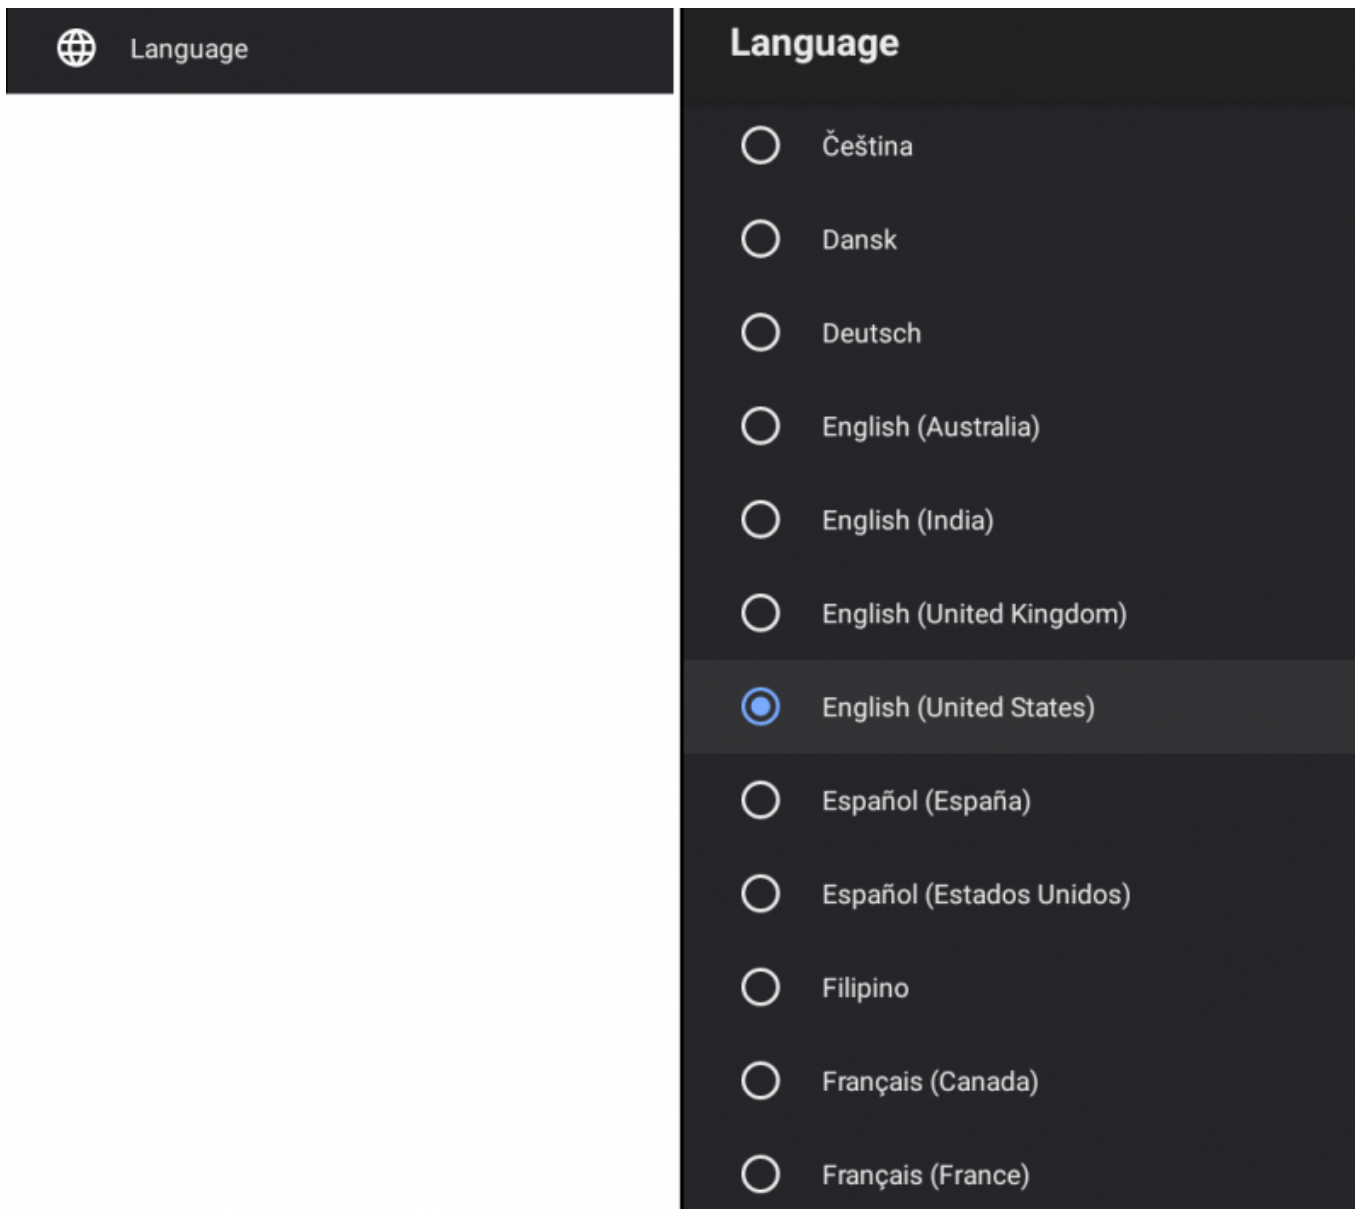 Language
Language
Čeština
Dansk
Deutsch
English (Australia)
English (India)
English (United Kingdom)
English (United States)
Español (España)
Español (Estados Unidos)
Filipino
Français (Canada)
Français (France)